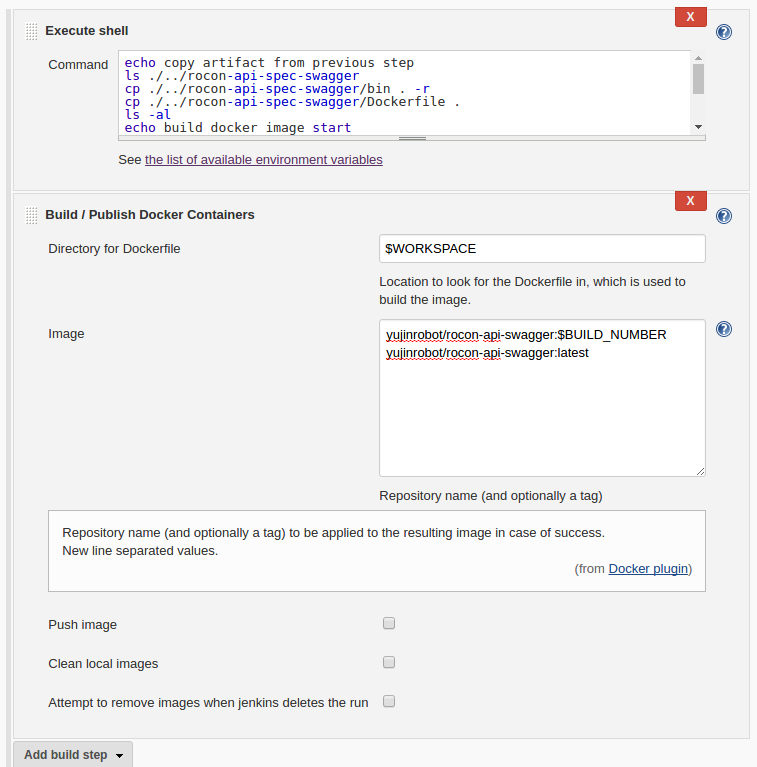 X
Execute shell
?
Command
echo copy artifact from previous step
ls ./../rocon-api-spec-swagger
cp ./../rocon-api-spec-swagger/bin . -r
cp ./../rocon-api-spec-swagger/Dockerfile .
ls -al
echo build docker image start
See the list of available environment variables
X
Build / Publish Docker Containers
?
Directory for Dockerfile
$WORKSPACE
Location to look for the Dockerfile in, which is used to
build the image.
Image
yujinrobot/rocon-api-swagger:$BUILD_NUMBER
?
yujinrobot/rocon-api-swagger:latest
Repository name (and optionally a tag)
Repository name (and optionally a tag) to be applied to the resulting image in case of success.
New line separated values.
(from Docker plugin)
Push image
Clean local images
Attempt to remove images when jenkins deletes the run
Add build step